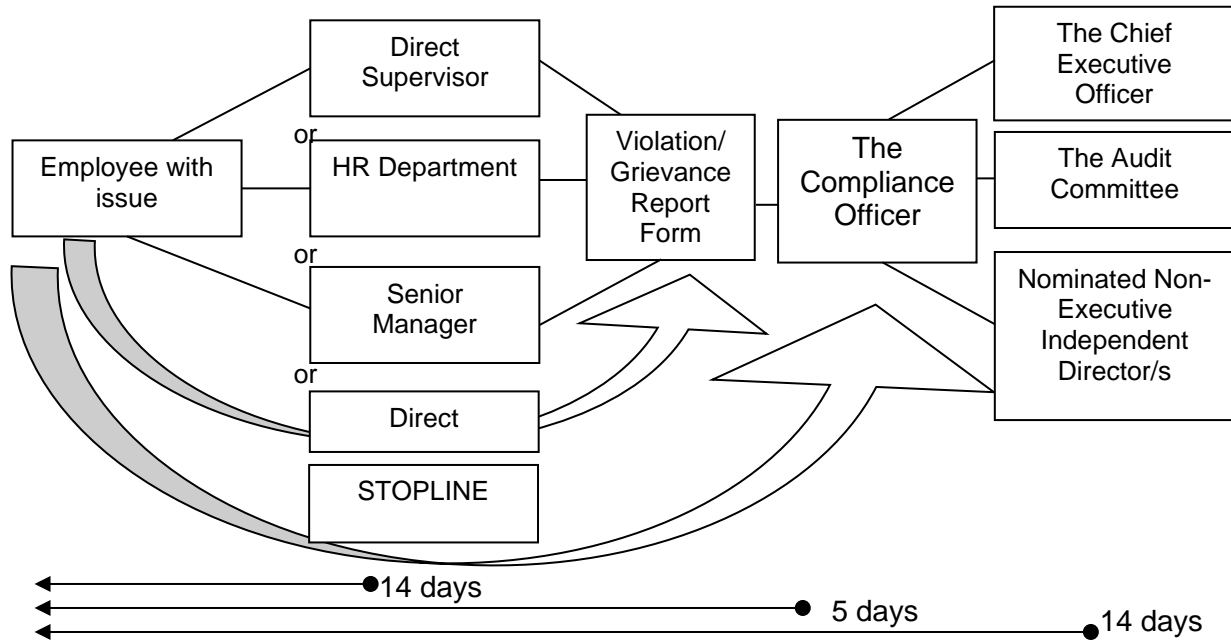 Employee with
issue
Direct
Supervisor
or
HR Department
or
Senior
Manager
or
Direct
STOPLINE
Violation/
Grievance
Report
Form
The
Compliance
Officer
The Chief
Executive
Officer
The Audit
Committee
Nominated Non-
Executive
Independent
Director/s
14 days
5 days
14 days